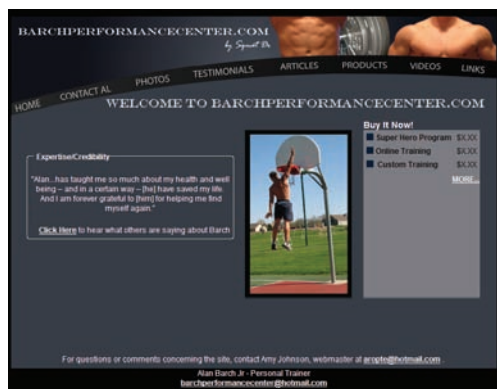 BARCHPERFORMANCECENTER.COM
by Squat Dr.
HOME CONTACT AL PHOTOS TESTIMONIALS ARTICLES PRODUCTS VIDEOS LINKS
WELCOME TO BARCHPERFORMANCECENTER.COM
Expertise/Credibility
"Alan...has taught me so much about my health and well
being – and in a certain way – [he] have saved my life.
And I am forever grateful to [him] for helping me find
myself again."
Click Here to hear what others are saying about Barch
Buy It Now!
Super Hero Program $X.XX
Online Training $X.XX
Custom Training $X.XX
MORE...
For questions or comments concerning the site, contact Amy Johnson, webmaster at aropte@hotmail.com .
Alan Barch Jr - Personal Trainer
barchperformancecenter@hotmail.com